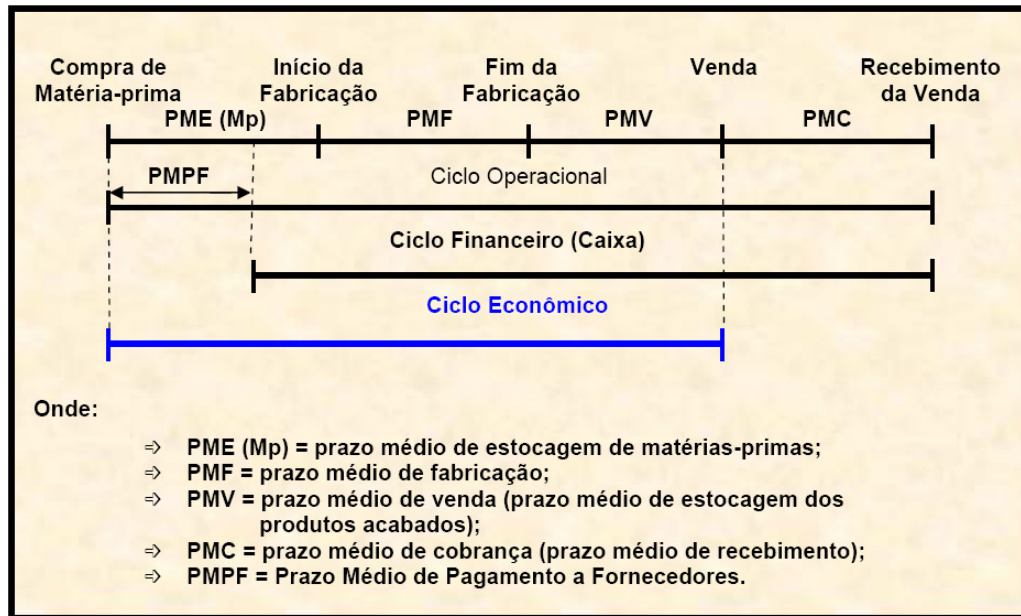 Compra de
Matéria-prima
Início da
Fabricação
Fim da
Fabricação
Venda
Recebimento
da Venda
PME (Mp)
PMF
PMV
PMC
PMPF
Ciclo Operacional
Ciclo Financeiro (Caixa)
Ciclo Econômico
Onde:
⇨ PME (Mp) = prazo médio de estocagem de matérias-primas;
⇨ PMF = prazo médio de fabricação;
⇨ PMV = prazo médio de venda (prazo médio de estocagem dos
produtos acabados);
⇨ PMC = prazo médio de cobrança (prazo médio de recebimento);
⇨ PMPF = Prazo Médio de Pagamento a Fornecedores.